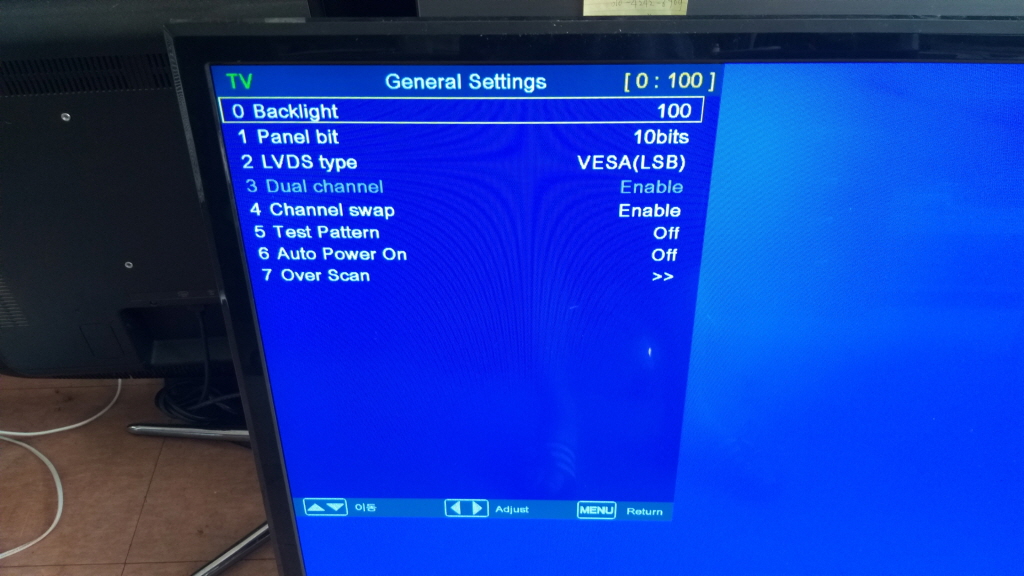 TV General Settings [ 0 : 100 ]
0 Backlight 100
1 Panel bit 10bits
2 LVDS type VESA(LSB)
3 Dual channel Enable
4 Channel swap Enable
5 Test Pattern Off
6 Auto Power On Off
7 Over Scan >>
이동 Adjust MENU Return